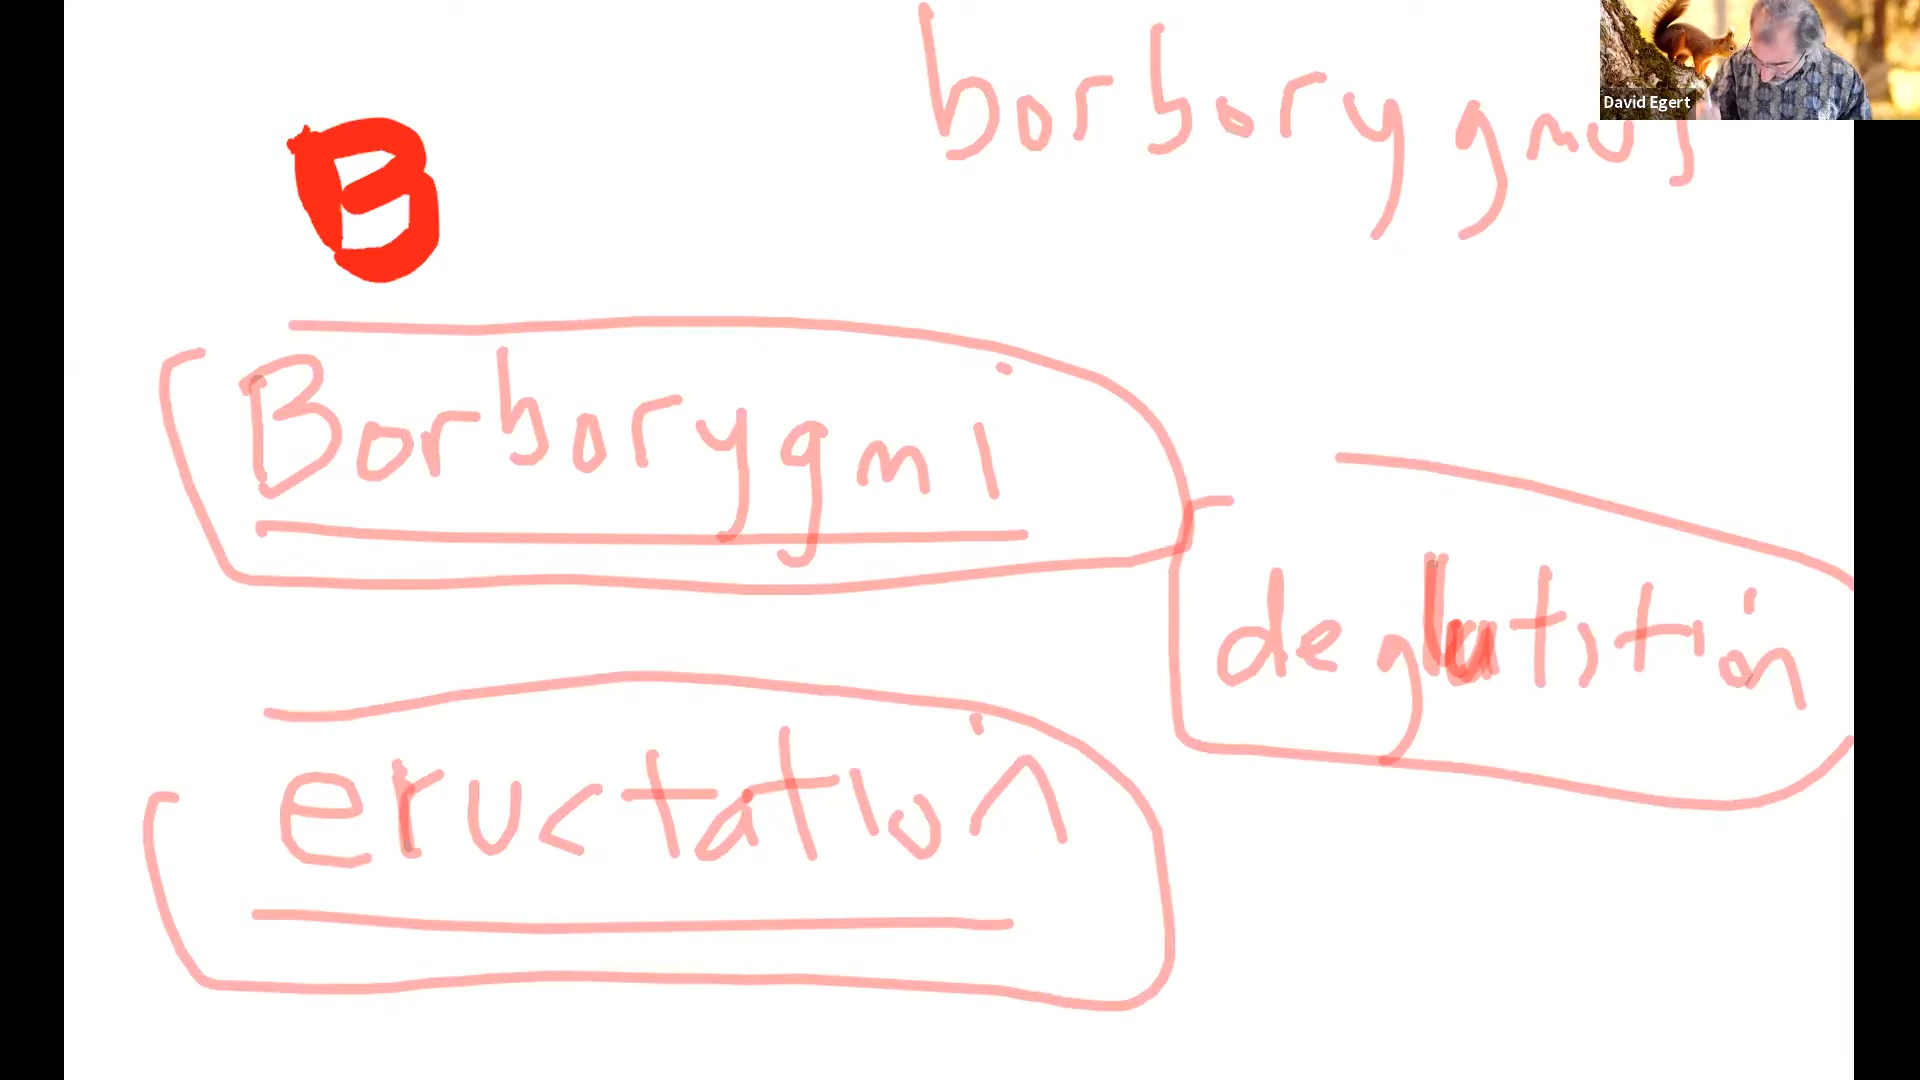 borborygmus
David Egert
B
Borborygmi
deglutition
eructation